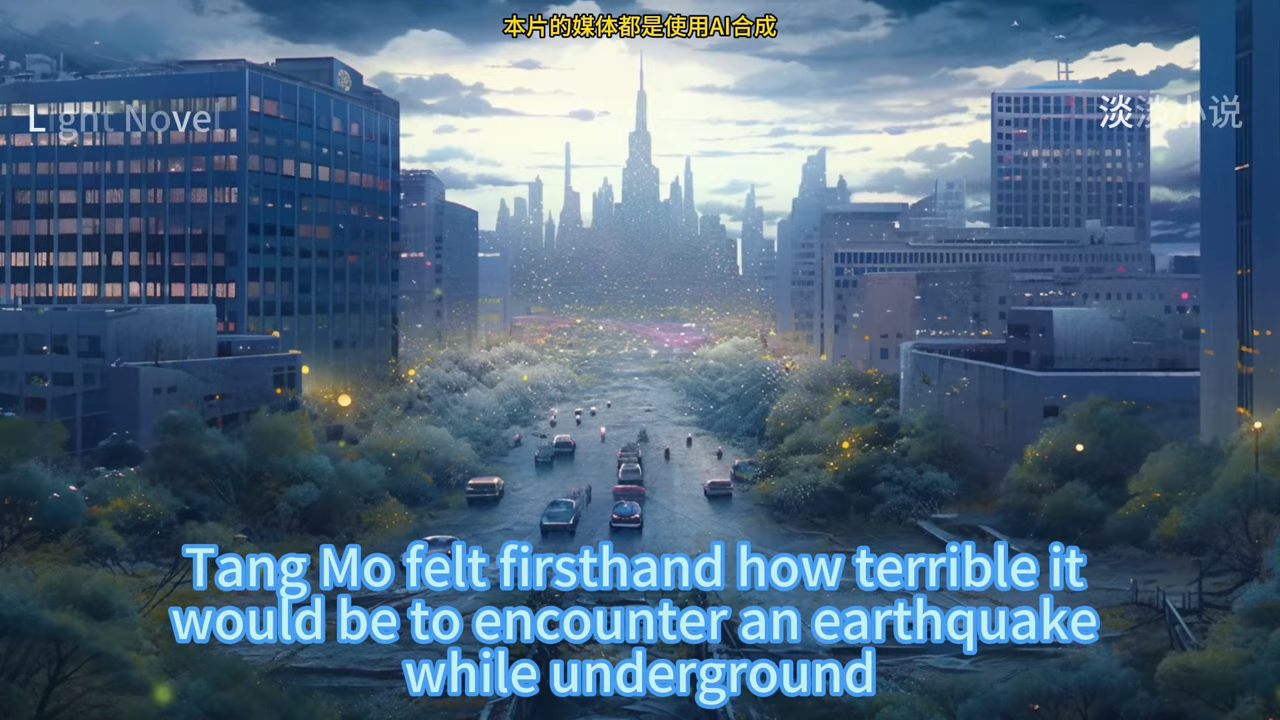 本片的媒体都是使用AI合成
Light Novel
淡淡小说
Tang Mo felt firsthand how terrible it
would be to encounter an earthquake
while underground